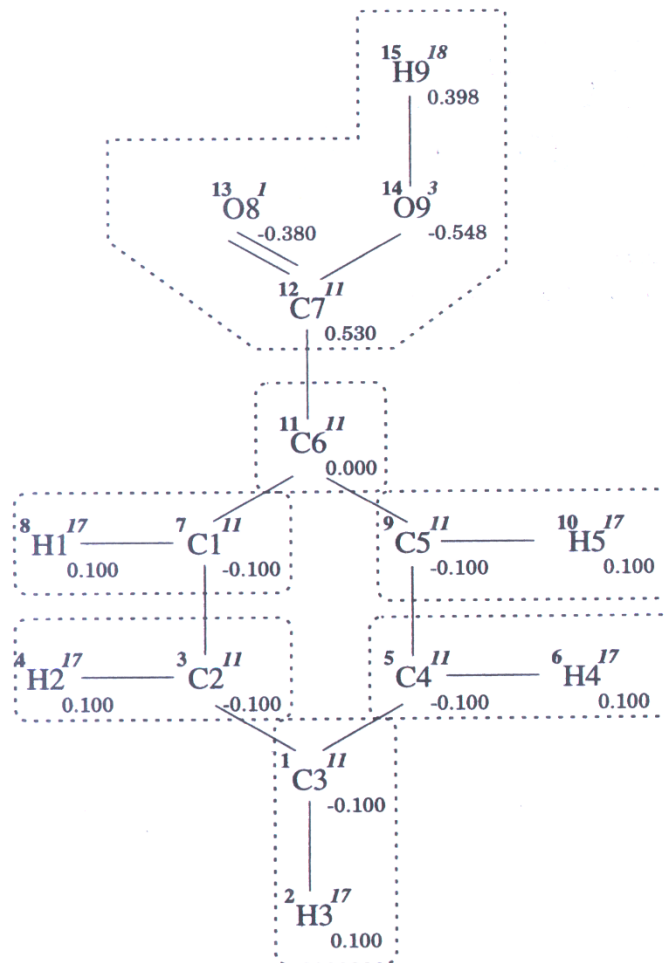 15 H9 18
0.398
13 O8 1 14 O9 3
-0.380 -0.548
12 C7 11
0.530
11 C6 11
0.000
8 H1 17 7 C1 11 9 C5 11 10 H5 17
0.100 -0.100 -0.100 0.100
4 H2 17 3 C2 11 5 C4 11 6 H4 17
0.100 -0.100 -0.100 0.100
1 C3 11
-0.100
2 H3 17
0.100